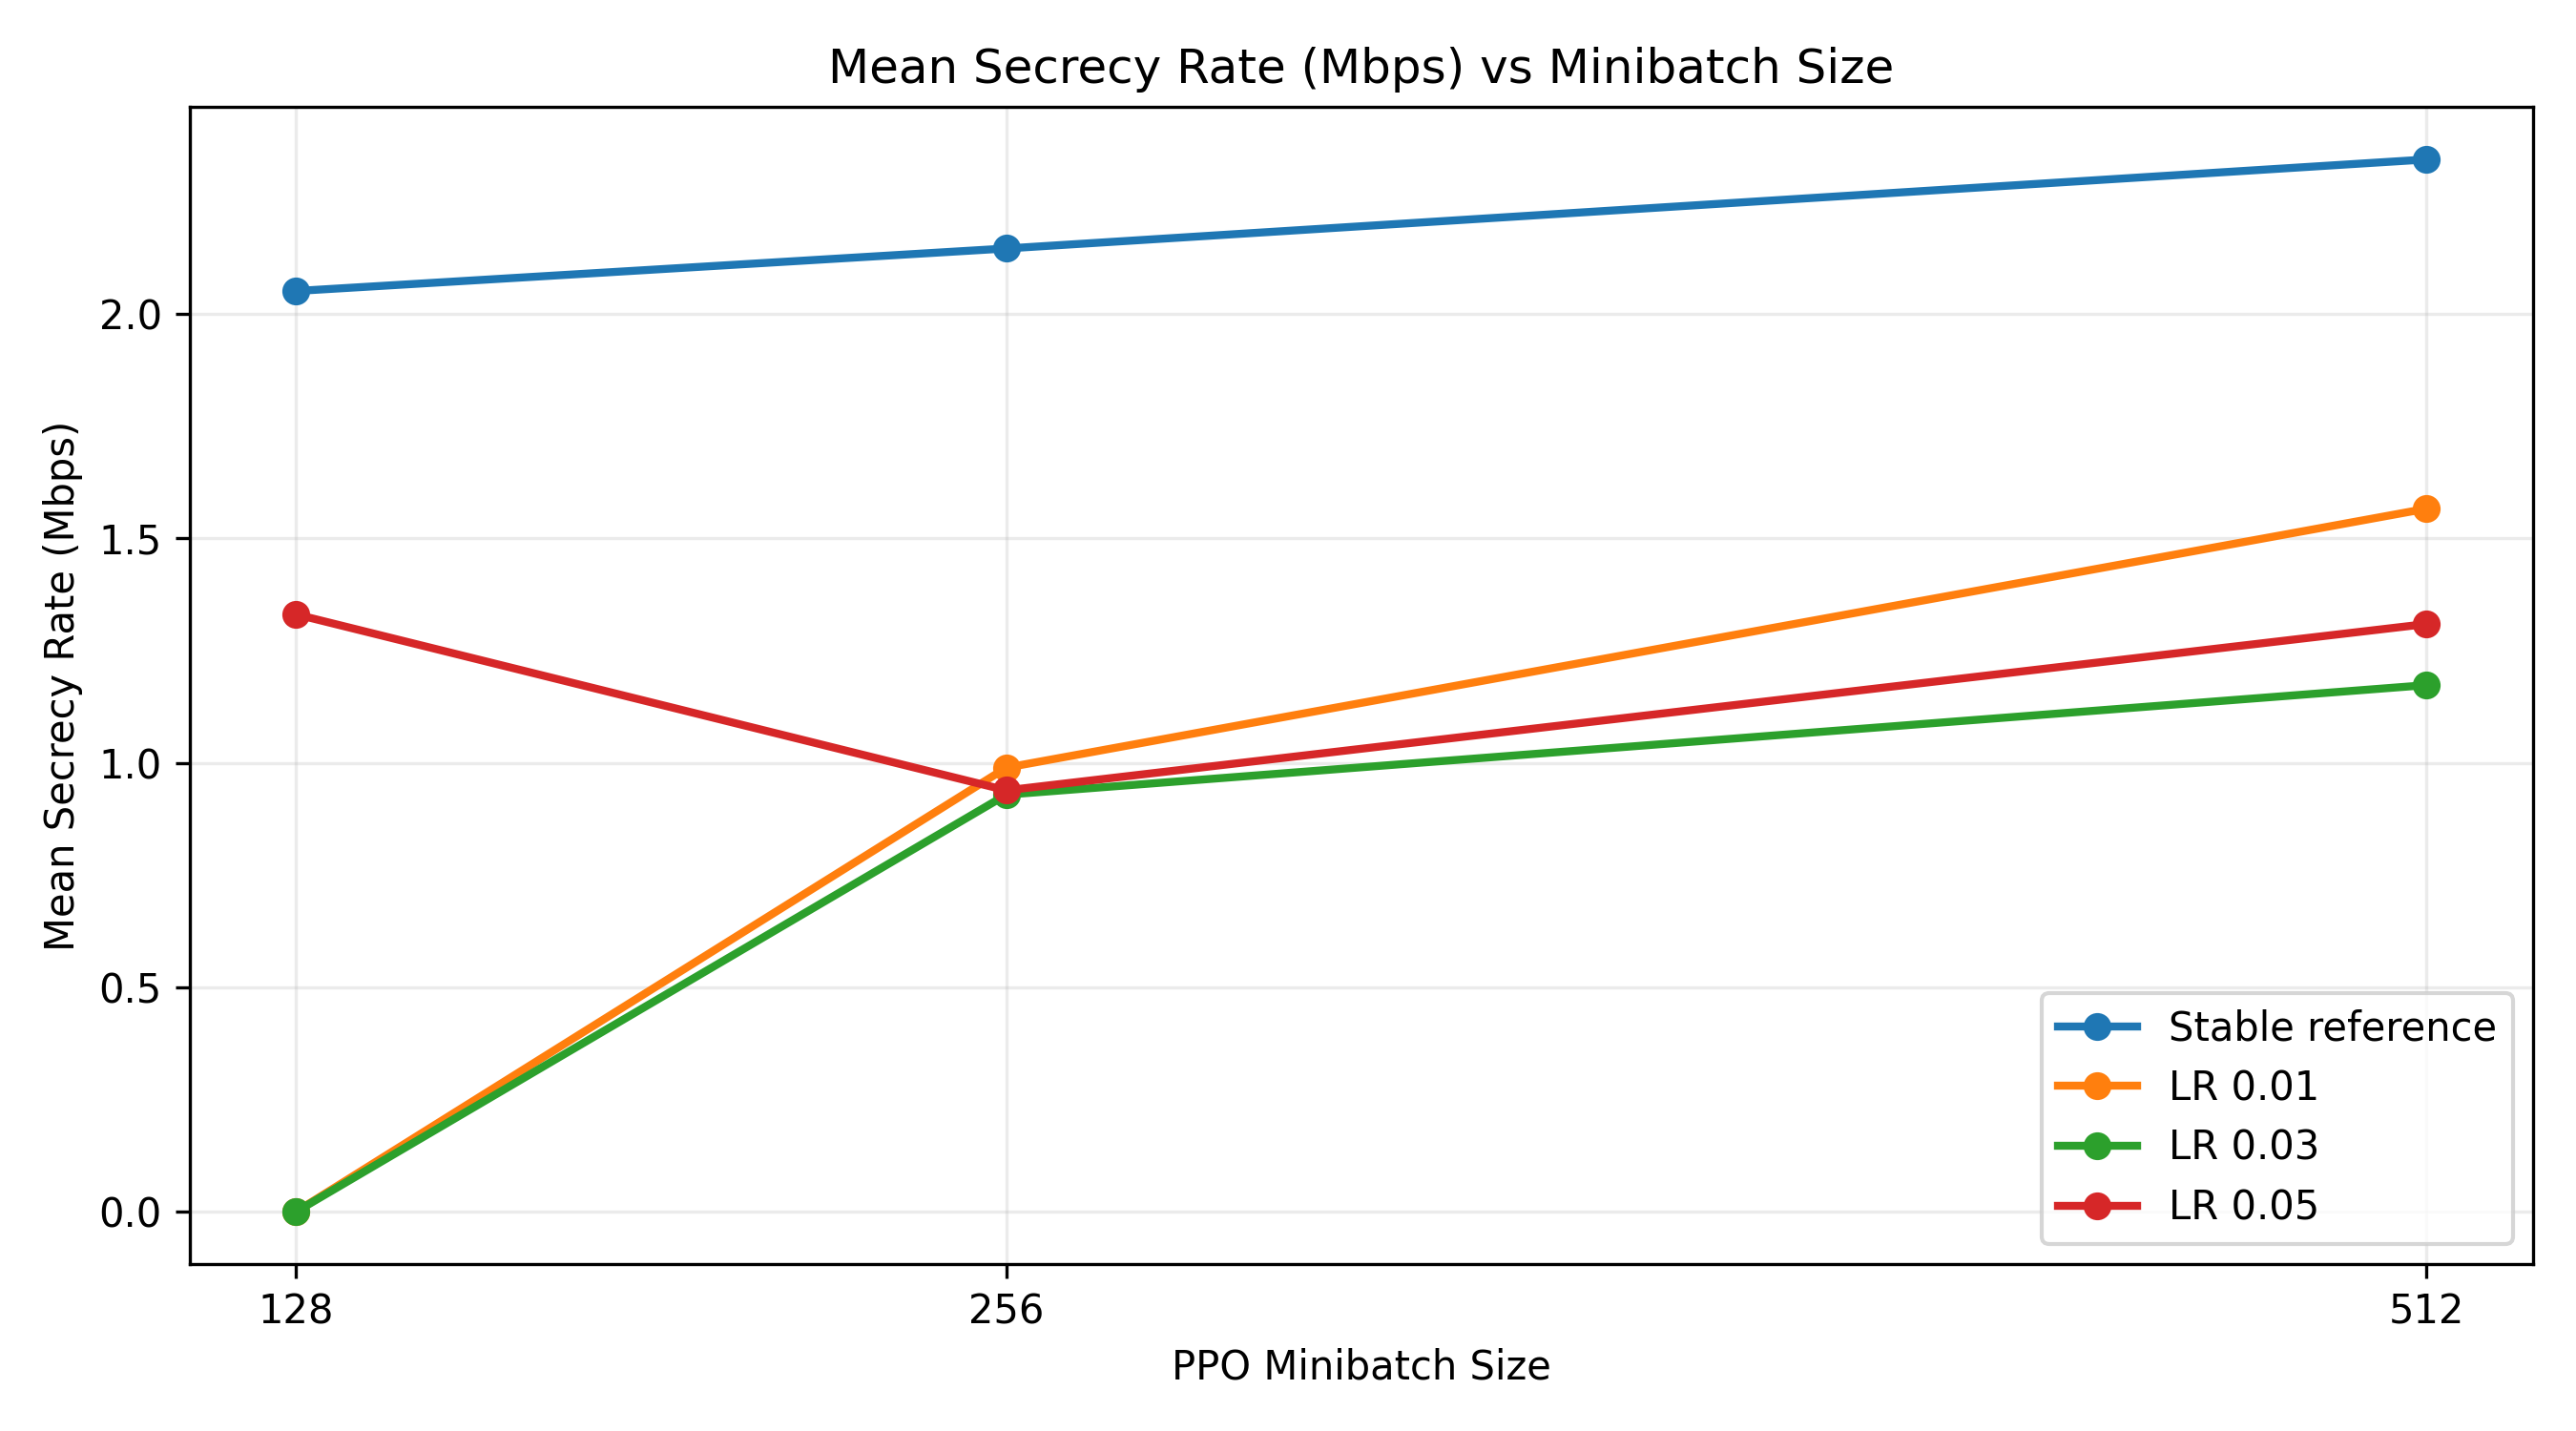 Mean Secrecy Rate (Mbps) vs Minibatch Size
Mean Secrecy Rate (Mbps)
2.0
1.5
1.0
0.5
0.0
128
256
512
PPO Minibatch Size
Stable reference
LR 0.01
LR 0.03
LR 0.05